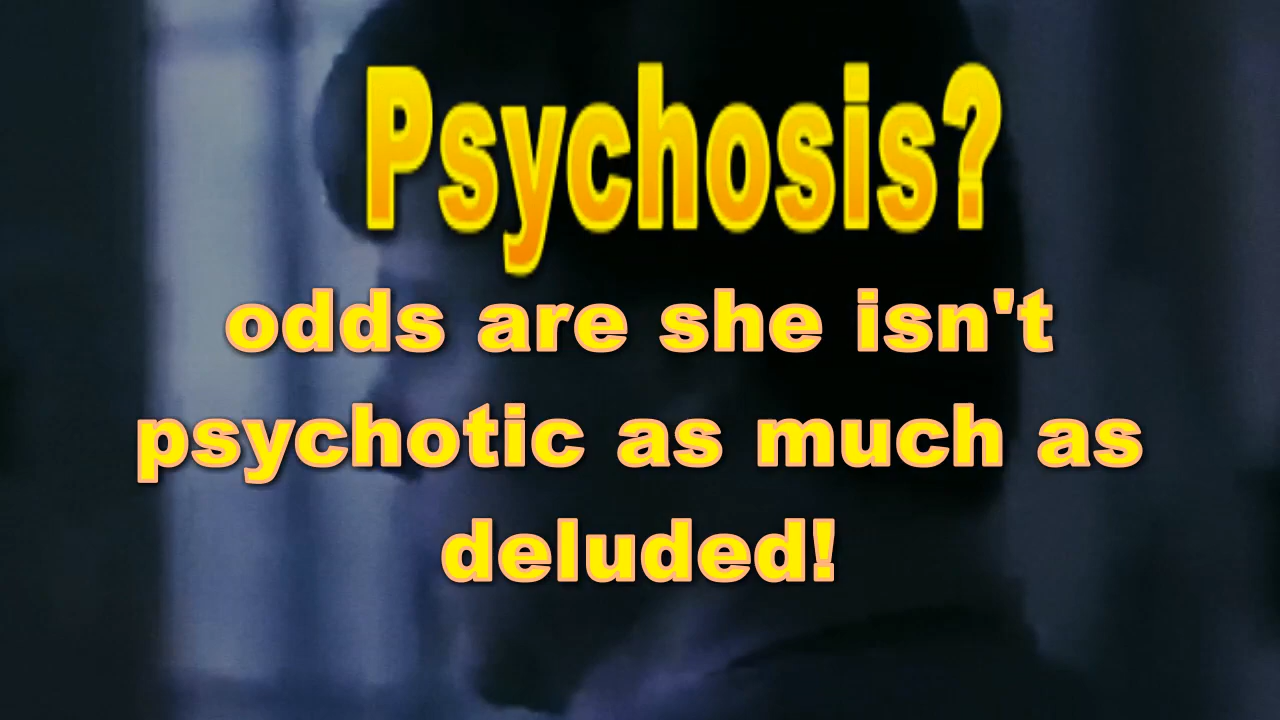 Psychosis?
odds are she isn't
psychotic as much as
deluded!